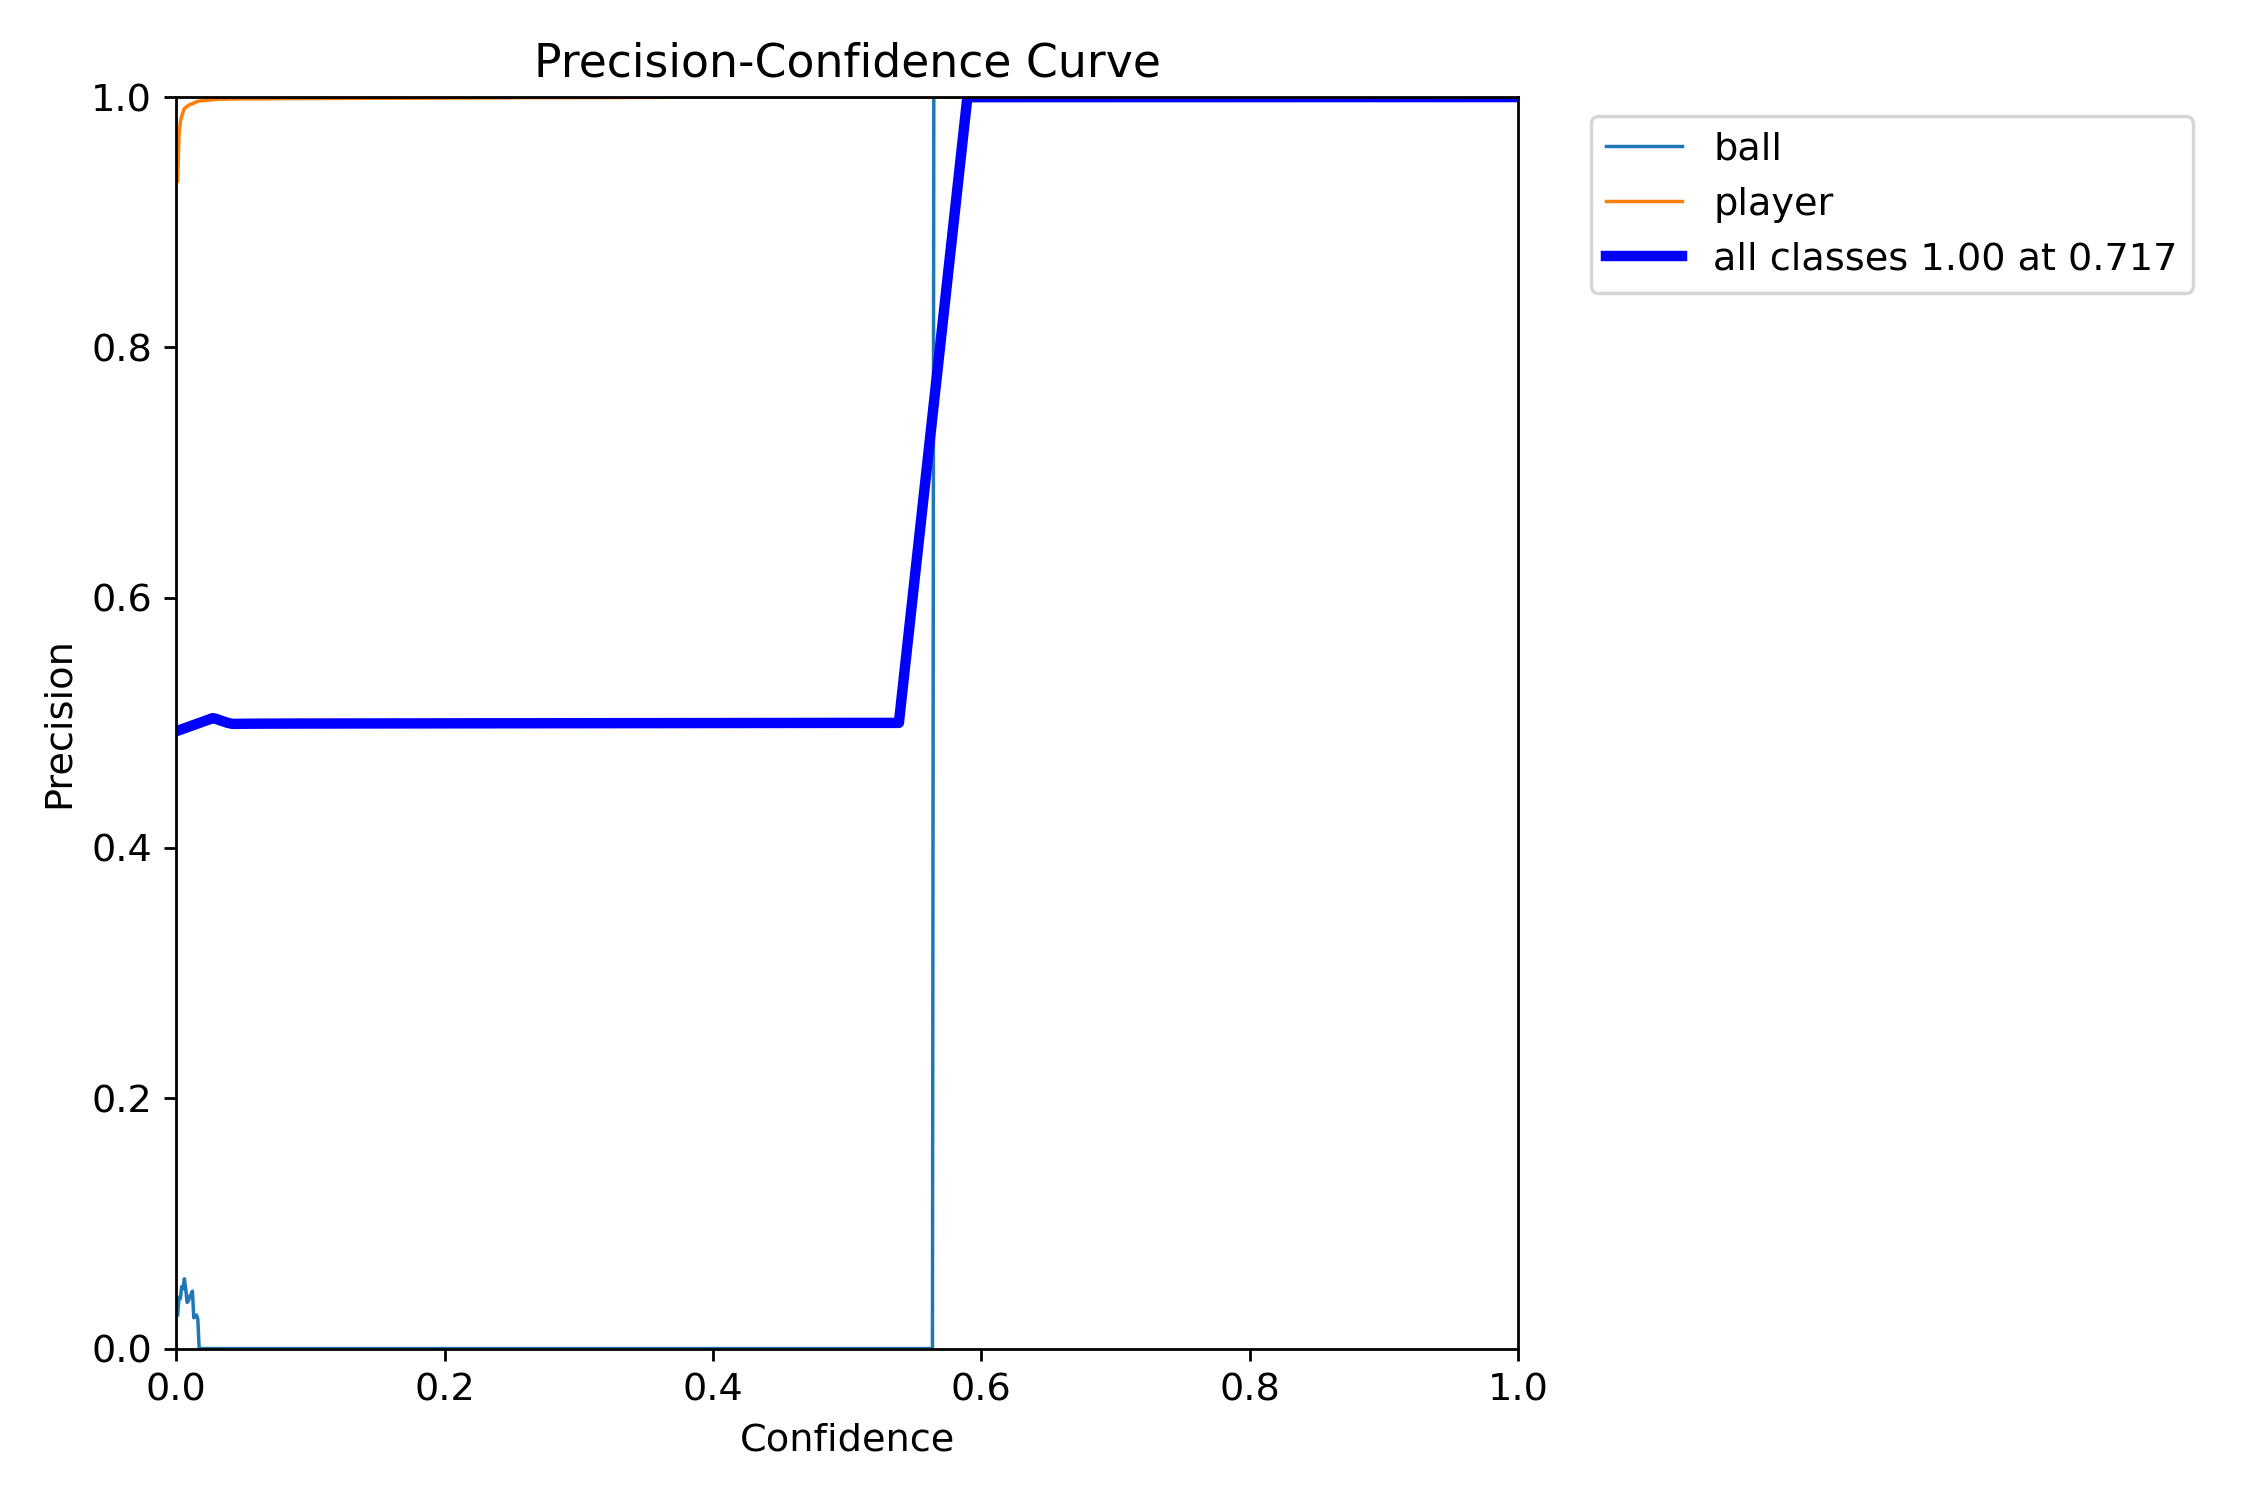 Precision-Confidence Curve
1.0
0.8
0.6
0.4
0.2
0.0
Precision
0.0 0.2 0.4 0.6 0.8 1.0
Confidence
ball
player
all classes 1.00 at 0.717